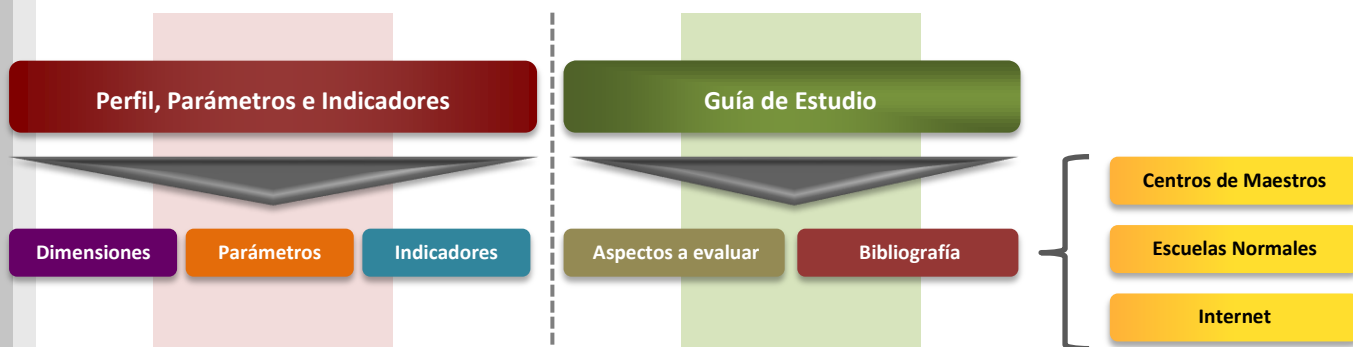 Perfil, Parámetros e Indicadores
Guía de Estudio
Dimensiones
Parámetros
Indicadores
Aspectos a evaluar
Bibliografía
Centros de Maestros
Escuelas Normales
Internet